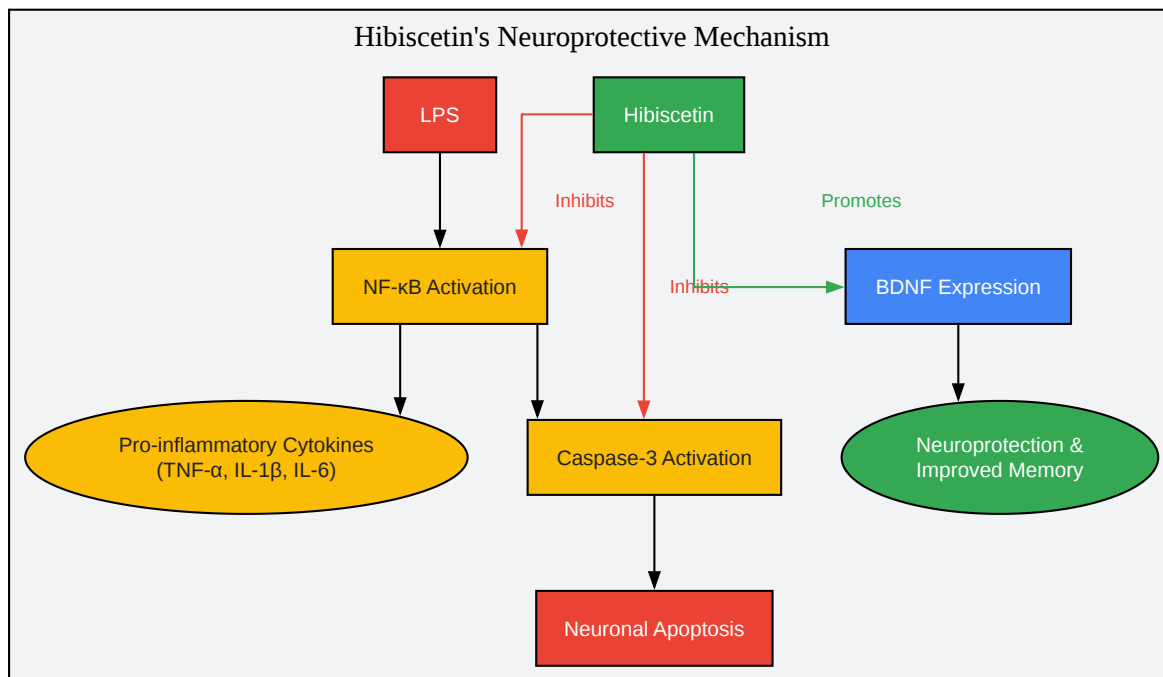 Hibiscetin's Neuroprotective Mechanism
LPS
Hibiscetin
Inhibits
Promotes
NF-κB Activation
Inhibits
BDNF Expression
Pro-inflammatory Cytokines
(TNF-α, IL-1β, IL-6)
Caspase-3 Activation
Neuroprotection &
Improved Memory
Neuronal Apoptosis